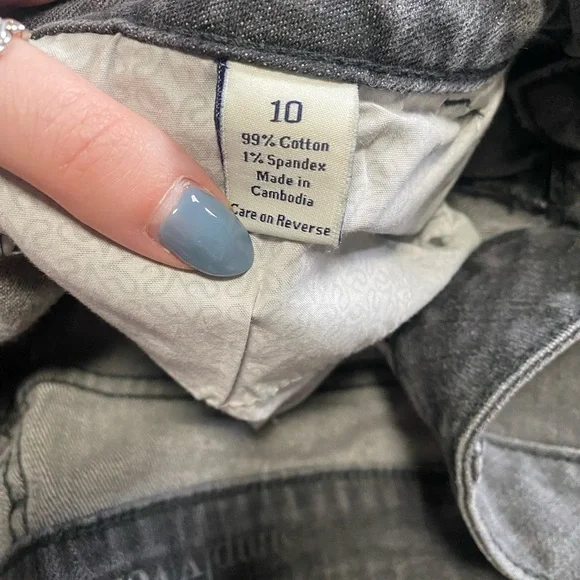 10
99% Cotton
1% Spandex
Made in
Cambodia
Care on Reverse